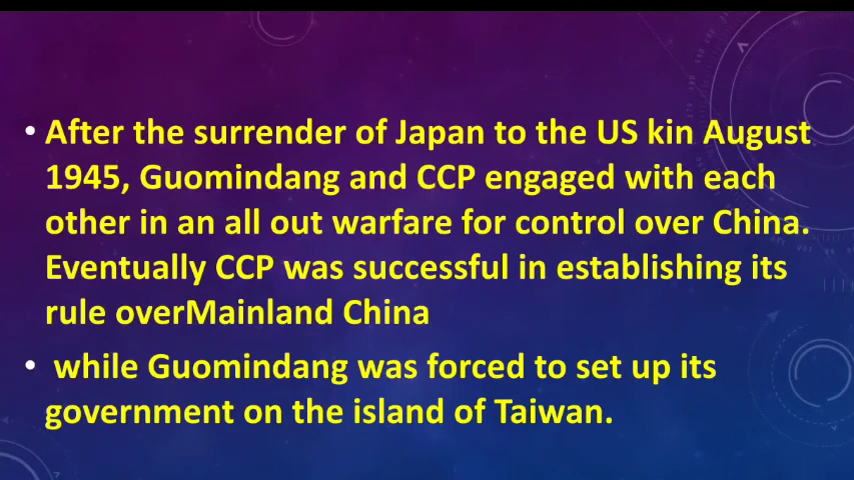 • After the surrender of Japan to the US kin August
1945, Guomindang and CCP engaged with each
other in an all out warfare for control over China.
Eventually CCP was successful in establishing its
rule overMainland China
• while Guomindang was forced to set up its
government on the island of Taiwan.